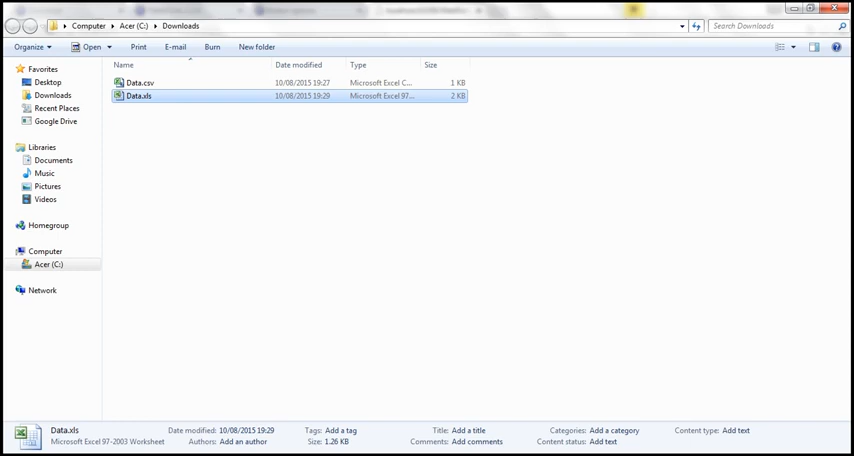 Computer ▸ Acer (C:) ▸ Downloads
Search Downloads
Organize Open Print E-mail Burn New folder
Name Date modified Type Size
Favorites
Desktop
Downloads
Recent Places
Google Drive
Libraries
Documents
Music
Pictures
Videos
Homegroup
Computer
Acer (C:)
Network
Data.csv 10/08/2015 19:27 Microsoft Excel C... 1 KB
Data.xls 10/08/2015 19:29 Microsoft Excel 97... 2 KB
Data.xls Date modified: 10/08/2015 19:29 Tags: Add a tag Title: Add a title Categories: Add a category Content type: Add text
Microsoft Excel 97-2003 Worksheet Authors: Add an author Size: 1.26 KB Comments: Add comments Content status: Add text